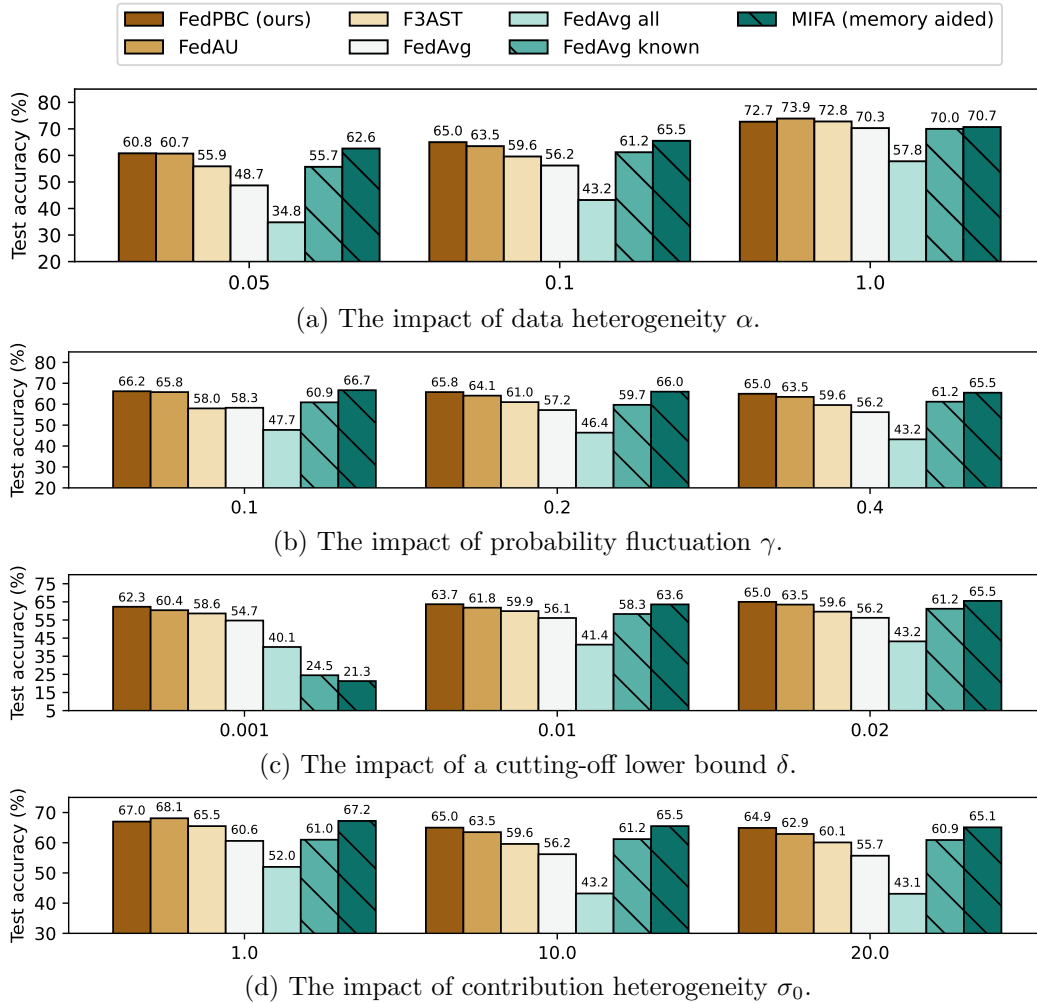 FedPBC (ours) F3AST FedAvg all MIFA (memory aided)
FedAU FedAvg FedAvg known
Test accuracy (%)
80
70
60
50
40
30
20
60.8 60.7 55.9 48.7 34.8 55.7 62.6
65.0 63.5 59.6 56.2 43.2 61.2 65.5
72.7 73.9 72.8 70.3 57.8 70.0 70.7
0.05 0.1 1.0
(a) The impact of data heterogeneity α.
Test accuracy (%)
80
70
60
50
40
30
20
66.2 65.8 58.0 58.3 47.7 60.9 66.7
65.8 64.1 61.0 57.2 46.4 59.7 66.0
65.0 63.5 59.6 56.2 43.2 61.2 65.5
0.1 0.2 0.4
(b) The impact of probability fluctuation γ.
Test accuracy (%)
75
65
55
45
35
25
15
5
62.3 60.4 58.6 54.7 40.1 24.5 21.3
63.7 61.8 59.9 56.1 41.4 58.3 63.6
65.0 63.5 59.6 56.2 43.2 61.2 65.5
0.001 0.01 0.02
(c) The impact of a cutting-off lower bound δ.
Test accuracy (%)
70
60
50
40
30
67.0 68.1 65.5 60.6 52.0 61.0 67.2
65.0 63.5 59.6 56.2 43.2 61.2 65.5
64.9 62.9 60.1 55.7 43.1 60.9 65.1
1.0 10.0 20.0
(d) The impact of contribution heterogeneity σ₀.